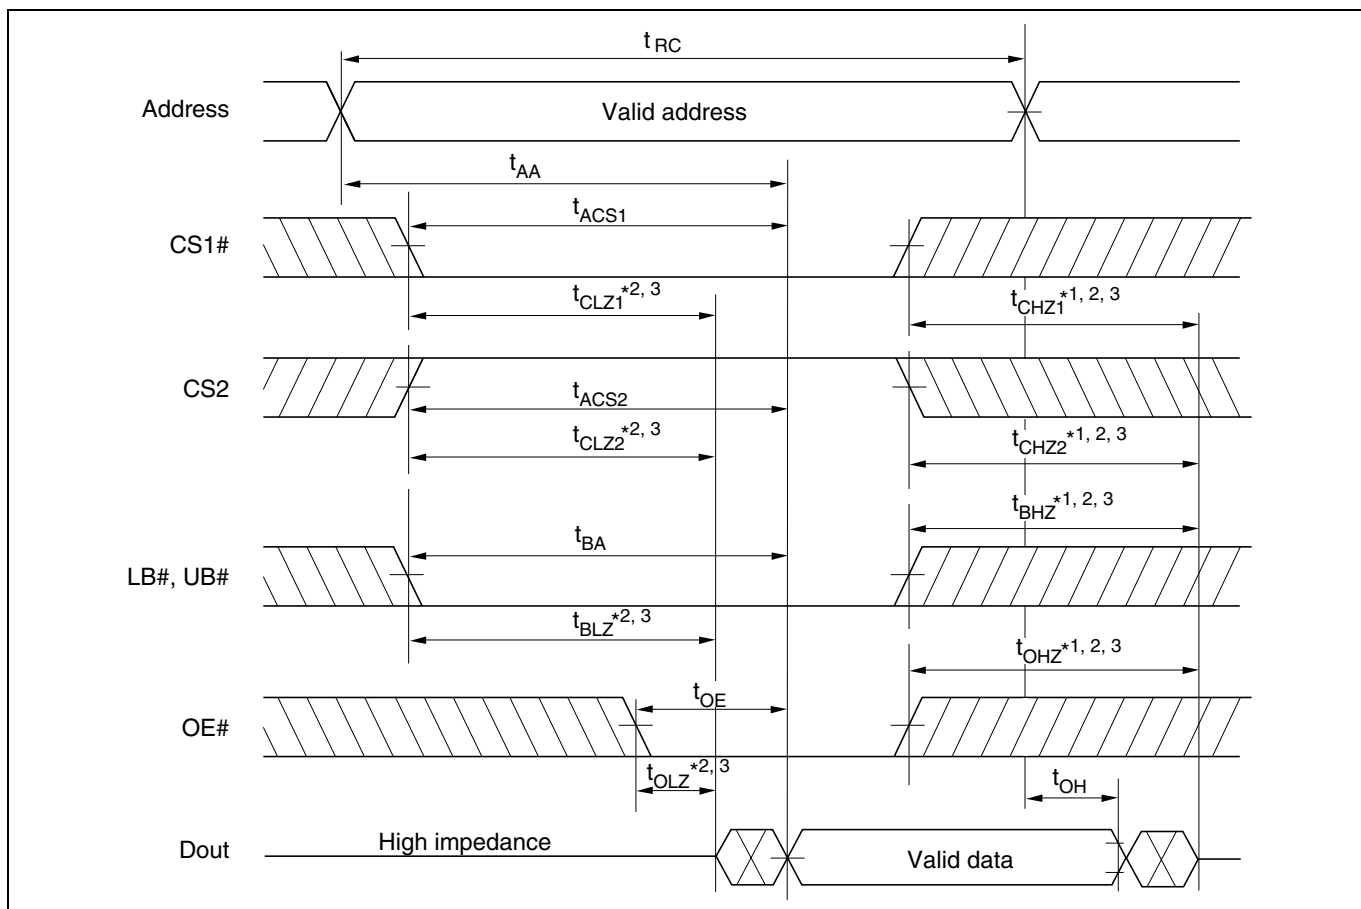 tRC
Address
Valid address
tAA
tACS1
CS1#
tCLZ1*2, 3
tCHZ1*1, 2, 3
CS2
tACS2
tCLZ2*2, 3
tCHZ2*1, 2, 3
tBHZ*1, 2, 3
tBA
LB#, UB#
tBLZ*2, 3
tOHZ*1, 2, 3
tOE
OE#
tOLZ*2, 3
tOH
Dout
High impedance
Valid data